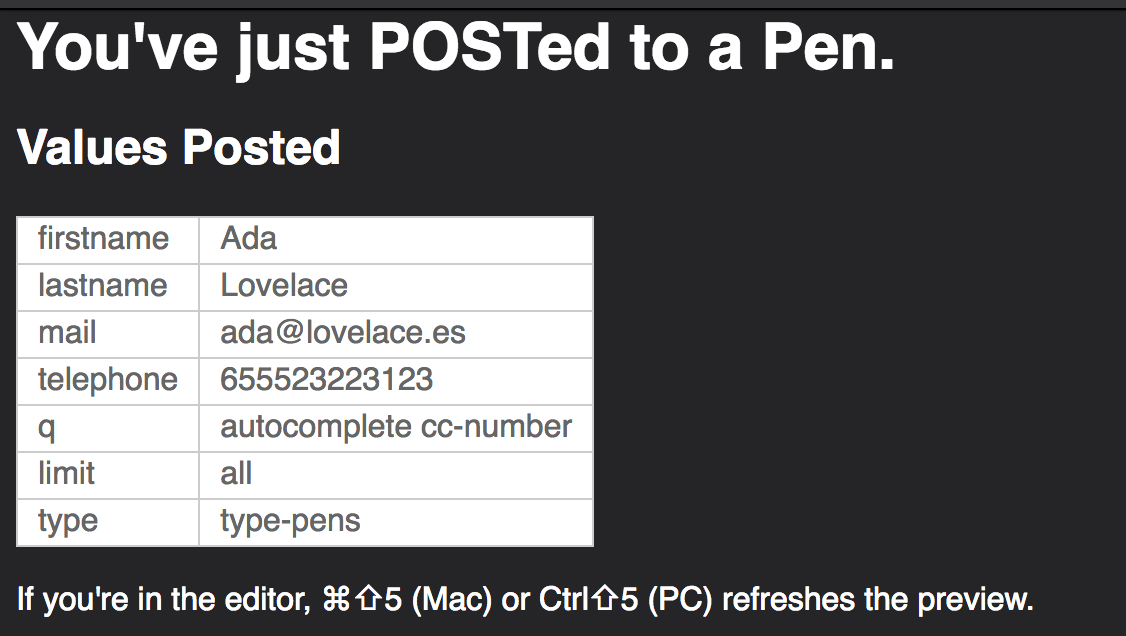 You've just POSTed to a Pen.
Values Posted
firstname Ada
lastname Lovelace
mail ada@lovelace.es
telephone 655523223123
q autocomplete cc-number
limit all
type type-pens
If you're in the editor, ⌘⇧5 (Mac) or Ctrl⇧5 (PC) refreshes the preview.